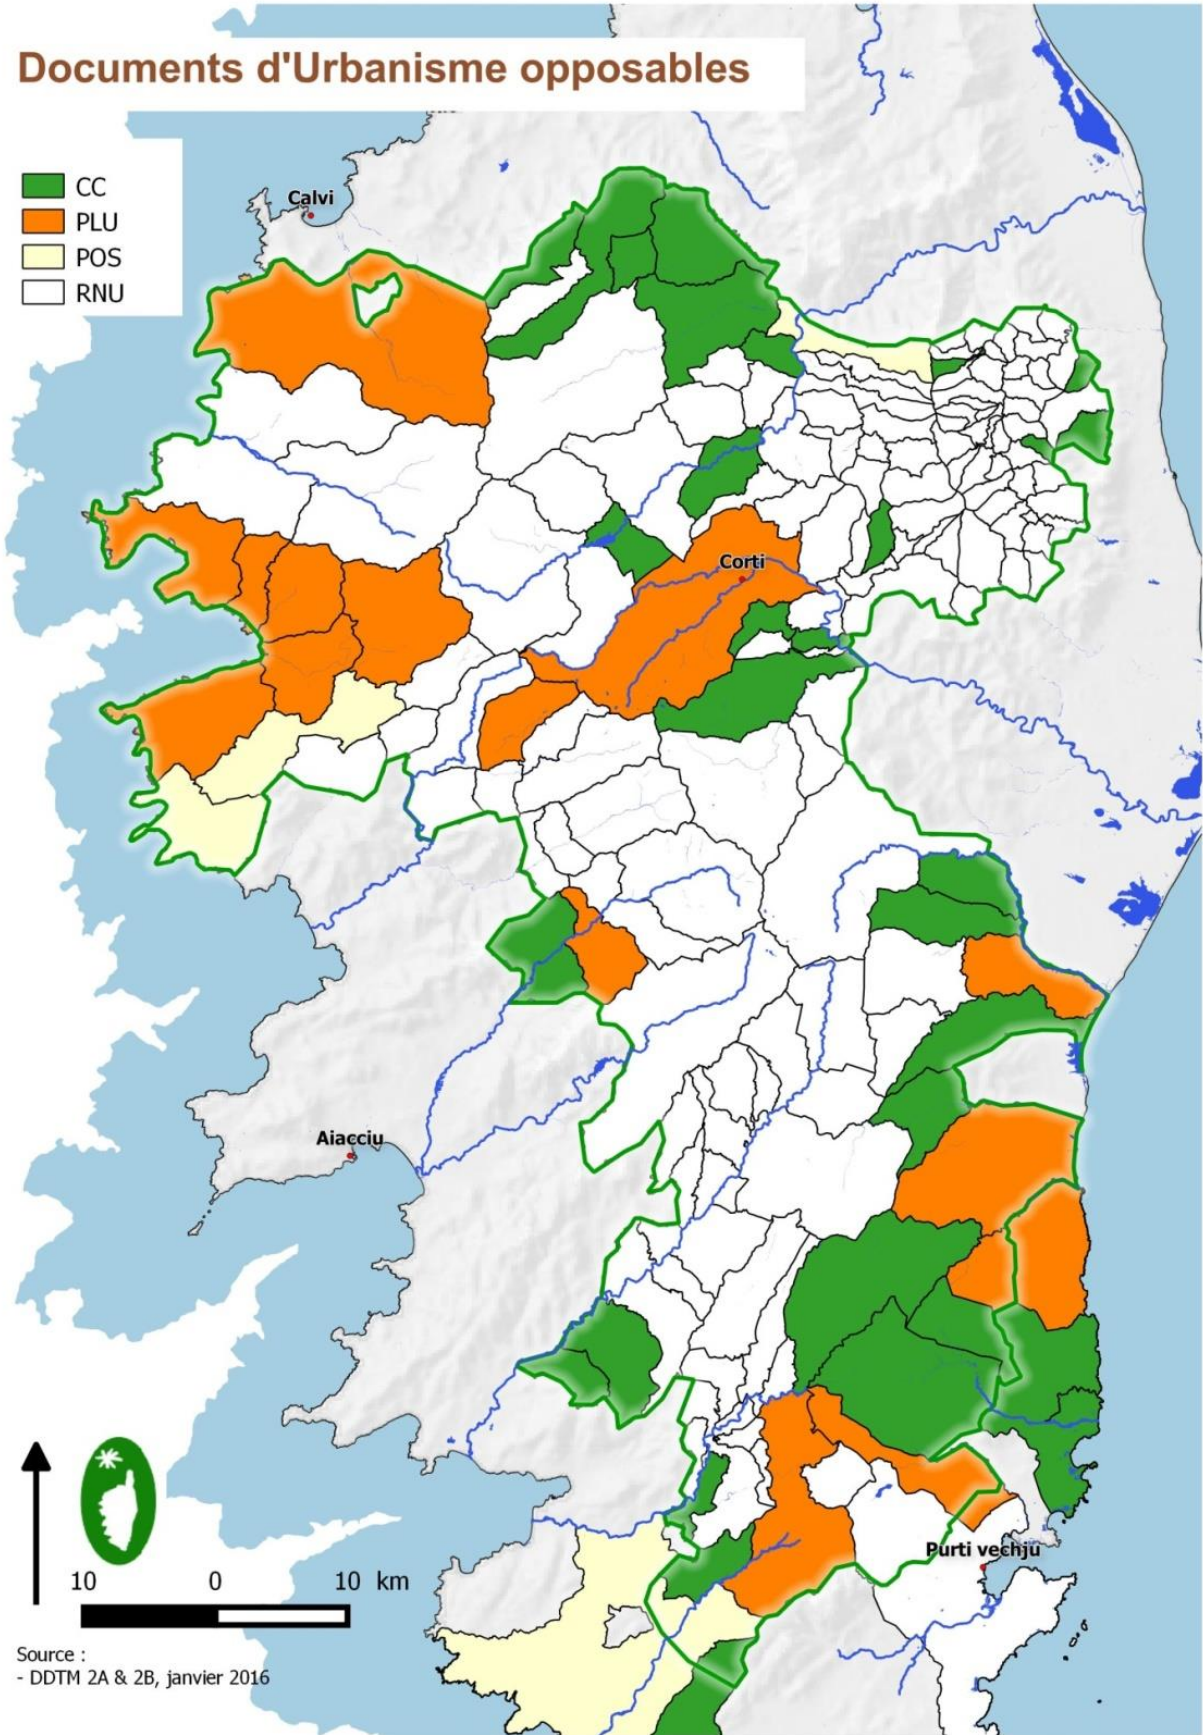 Documents d'Urbanisme opposables
CC
PLU
POS
RNU
Calvi
Corti
Aiacciu
Purti vechju
10 0 10 km
Source :
- DDTM 2A & 2B, janvier 2016